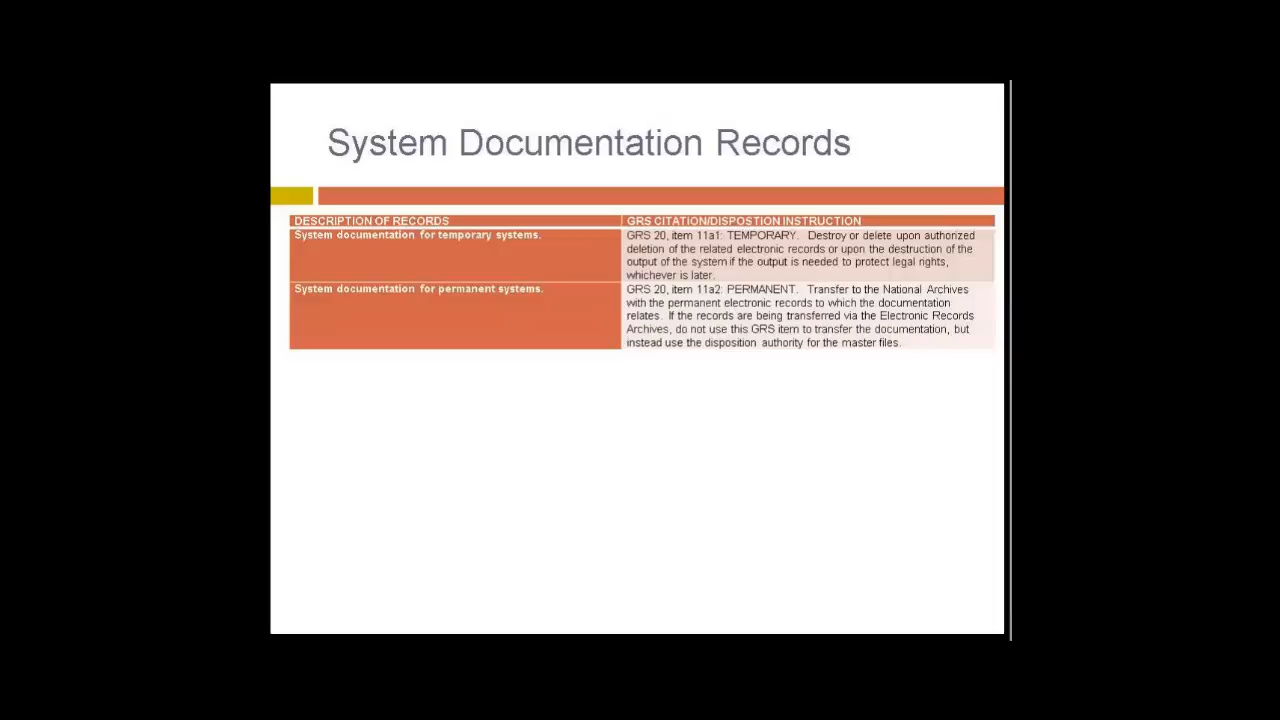 System Documentation Records
DESCRIPTION OF RECORDS
GRS CITATION/DISPOSTION INSTRUCTION
System documentation for temporary systems.
GRS 20, item 11a1: TEMPORARY. Destroy or delete upon authorized
deletion of the related electronic records or upon the destruction of the
output of the system if the output is needed to protect legal rights,
whichever is later.
System documentation for permanent systems.
GRS 20, item 11a2: PERMANENT. Transfer to the National Archives
with the permanent electronic records to which the documentation
relates. If the records are being transferred via the Electronic Records
Archives, do not use this GRS item to transfer the documentation, but
instead use the disposition authority for the master files.